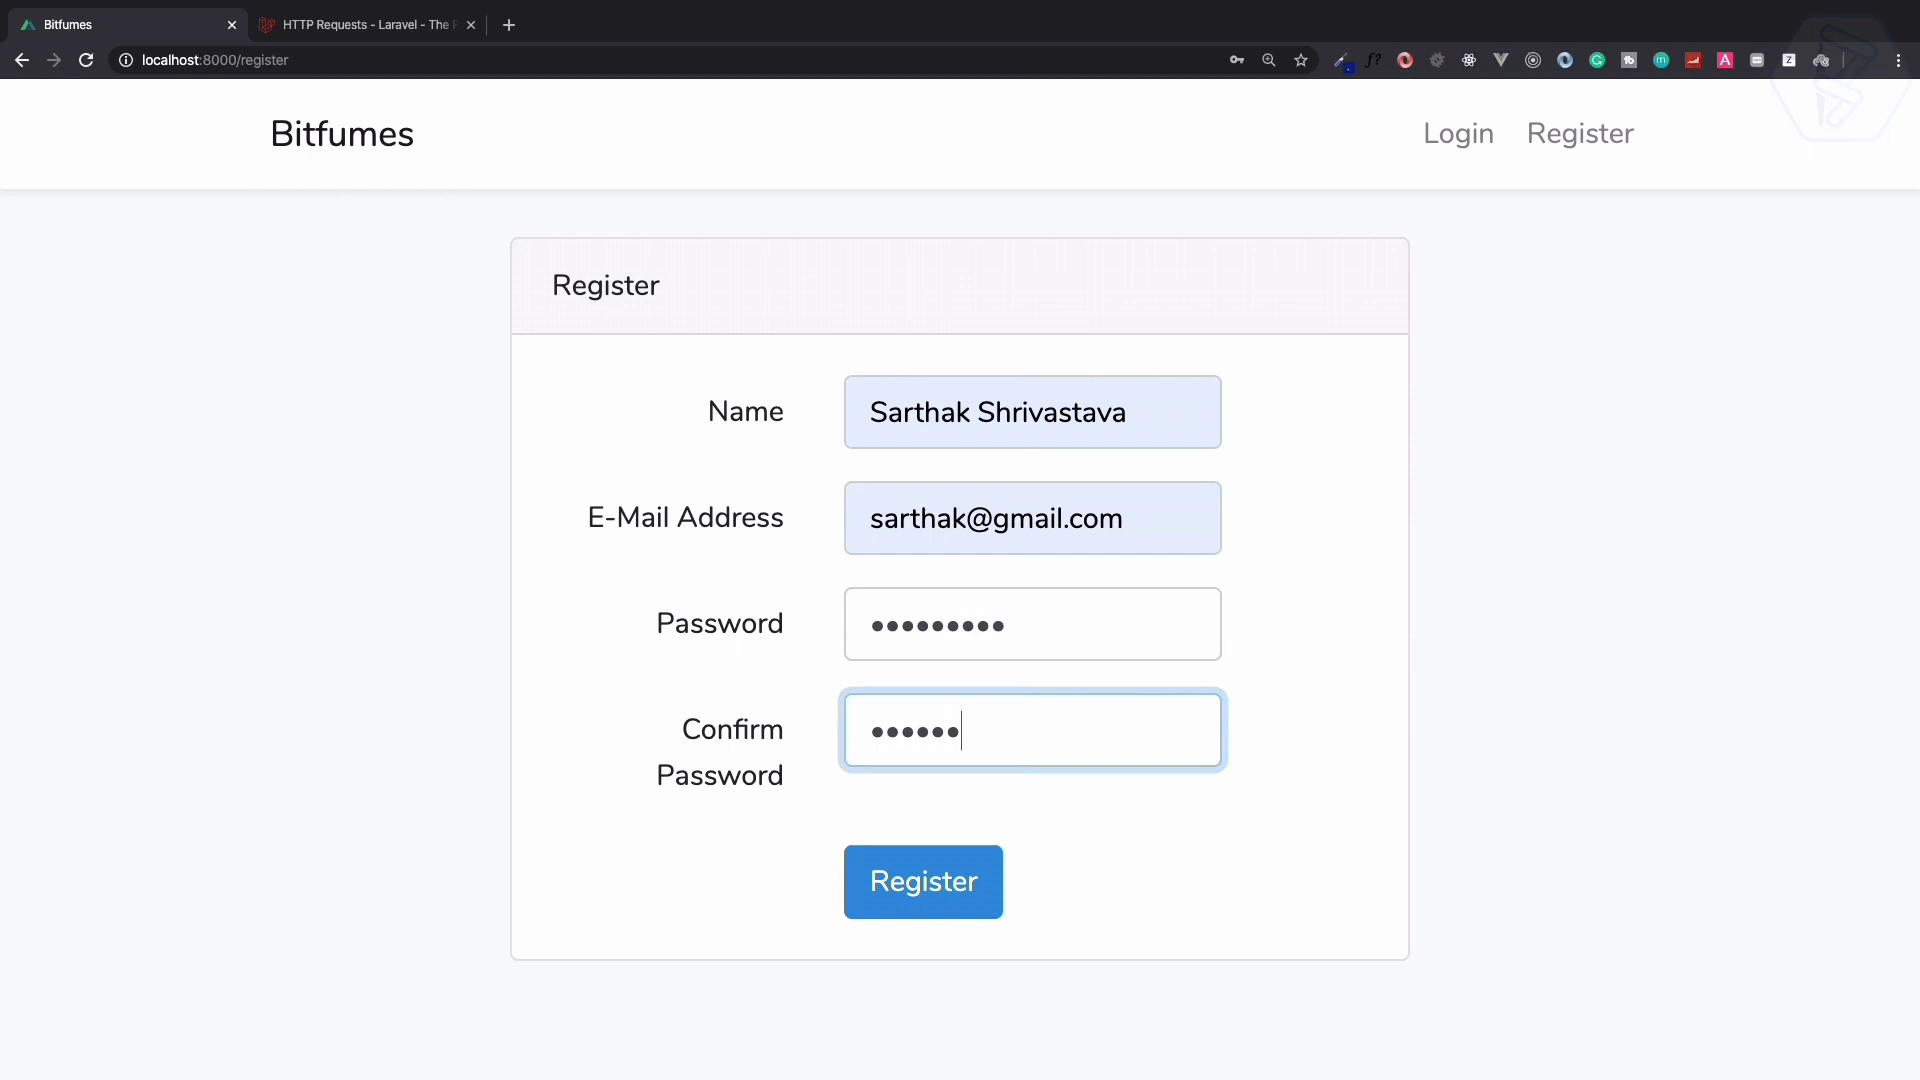 Bitfumes
HTTP Requests - Laravel - The P
localhost:8000/register
Bitfumes
Login Register
Register
Name
Sarthak Shrivastava
E-Mail Address
sarthak@gmail.com
Password
•••••••••
Confirm
Password
••••••
Register